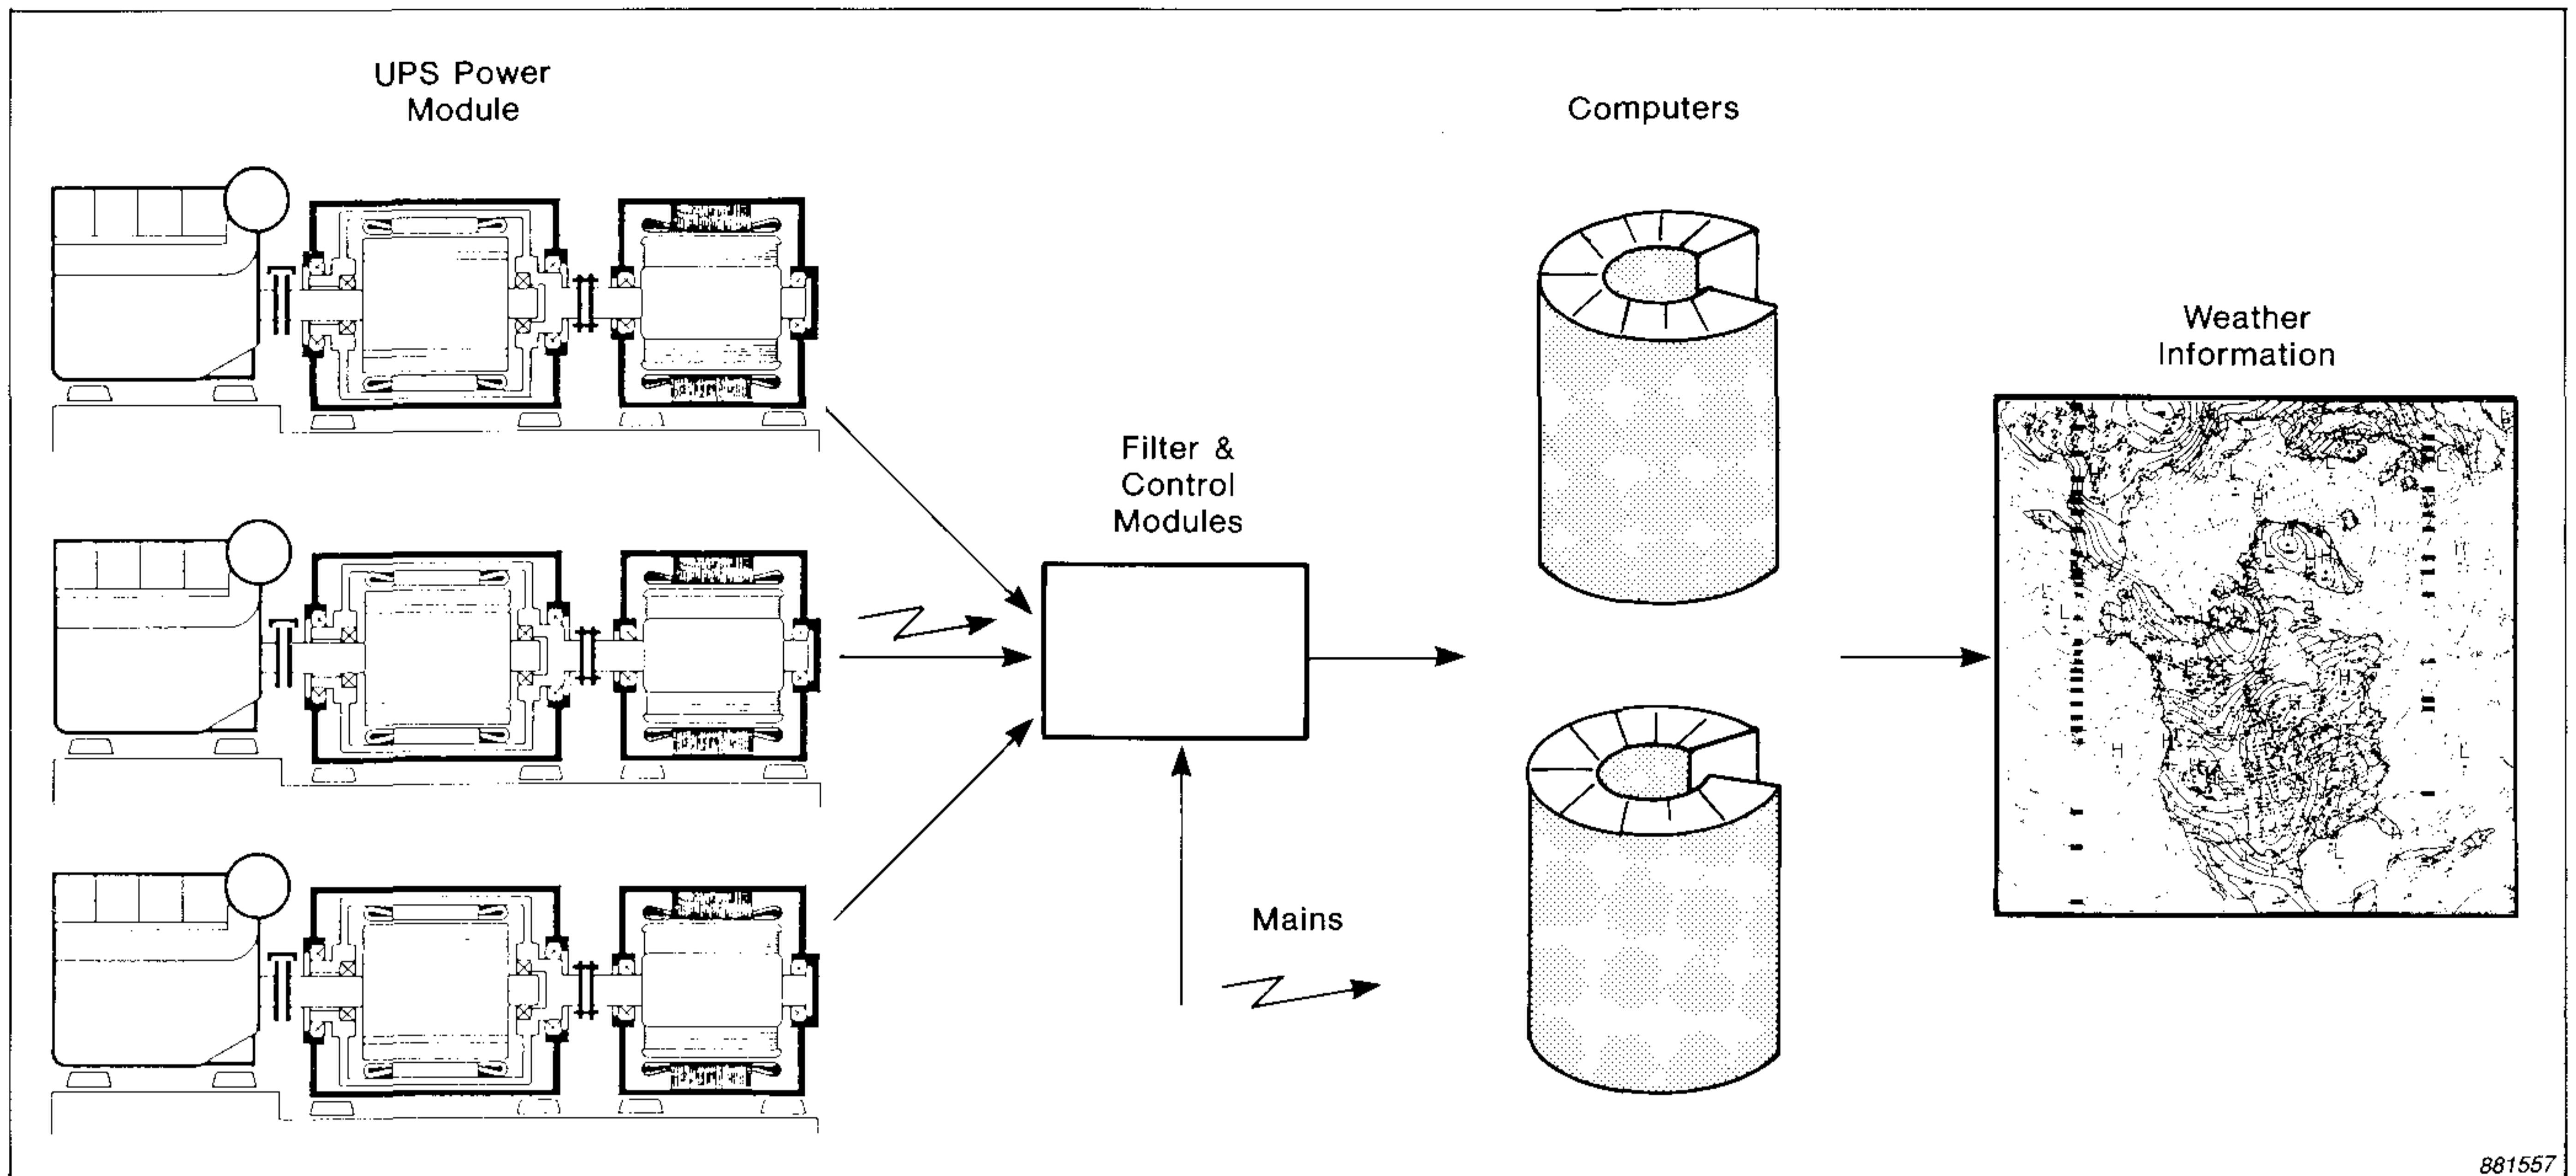 UPS Power
Module
Computers
Weather
Information
Filter &
Control
Modules
Mains
881557